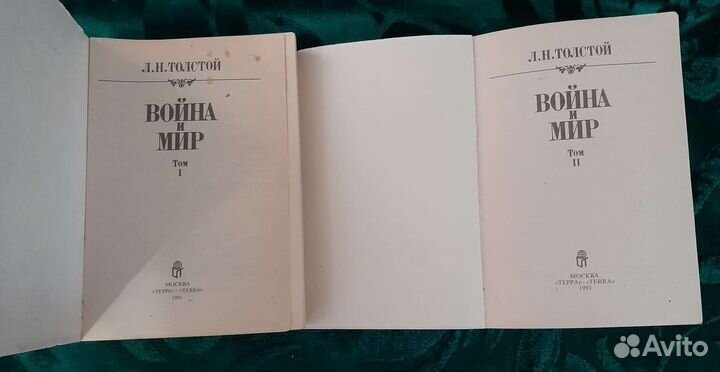 Л.Н.ТОЛСТОЙ
ВОЙНА
И
МИР
Том
I
МОСКВА
«ТЕРРА»—«TERRA»
1993
Л.Н.ТОЛСТОЙ
ВОЙНА
И
МИР
Том
II
МОСКВА
«ТЕРРА»—«TERRA»
1993
Avito